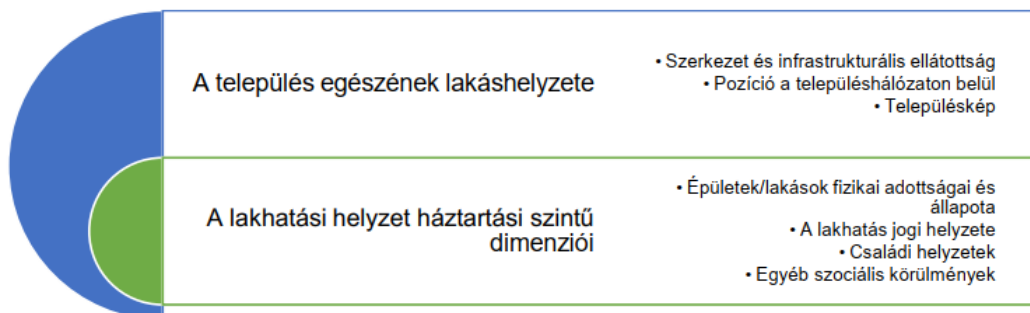 A település egészének lakáshelyzete
• Szerkezet és infrastrukturális ellátottság
• Pozíció a településhálózaton belül
• Településkép
A lakhatási helyzet háztartási szintű
dimenziói
• Épületek/lakások fizikai adottságai és
állapota
• A lakhatás jogi helyzete
• Családi helyzetek
• Egyéb szociális körülmények